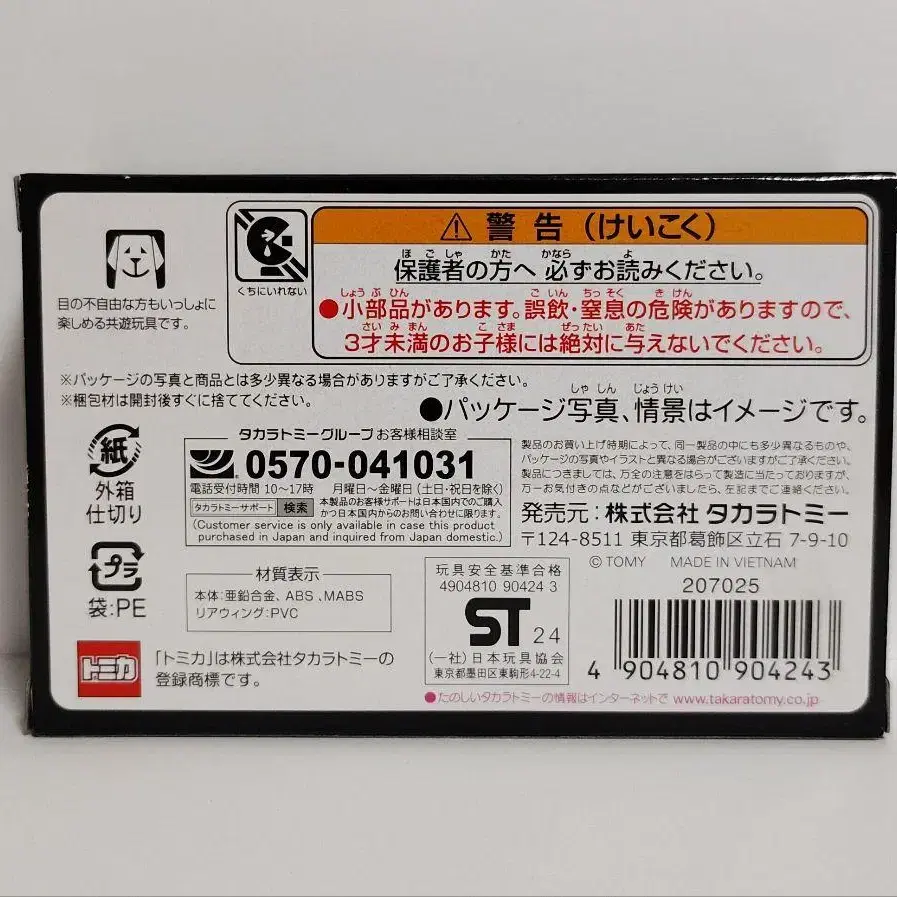 目の不自由な方もいっしょに
楽しめる共遊玩具です。
くちにいれない
⚠警告(けいこく)
保護者の方へ 必ずお読みください。
ほごしゃ かた かなら よ
●小部品があります。誤飲・窒息の危険がありますので、
しょうぶひん ごいん ちっそく きけん
3才未満のお子様には絶対に与えないでください。
さいみまん こさま ぜったい あた
※パッケージの写真と商品とは多少異なる場合がありますがご了承ください。
※梱包材は開封後すぐに捨ててください。
●パッケージ写真、情景はイメージです。
しゃしん じょうけい
紙
外箱
仕切り
プラ
袋:PE
タカラトミーグループ お客様相談室
0570-041031
電話受付時間 10〜17時 月曜日〜金曜日(土・日・祝日を除く)
タカラトミーサポート 検索
本製品のお客様サポートは日本国内でのご購入
かつ日本国内からのお問い合わせに限ります。
(Customer service is only available in case this product
purchased in Japan and inquired from Japan domestic.)
製品のお買い上げ時期によって、同一製品の中にも多少異なるものや、
パッケージの写真やイラストと異なる場合がございますがご了承ください。
製品につきましては、万全の注意をはらって製造に当たっておりますが、
万一お気付きの点などがございましたら、左記までご連絡ください。
発売元:株式会社 タカラトミー
〒124-8511 東京都葛飾区立石 7-9-10
© TOMY MADE IN VIETNAM
207025
材質表示
本体:亜鉛合金、ABS、MABS
リアウィング:PVC
玩具安全基準合格
4904810 90424 3
ST 24
(一社)日本玩具協会
東京都墨田区東駒形4-22-4
4 904810 904243
トミカ
「トミカ」は株式会社タカラトミーの
登録商標です。
●たのしいタカラトミーの情報はインターネットで www.takaratomy.co.jp